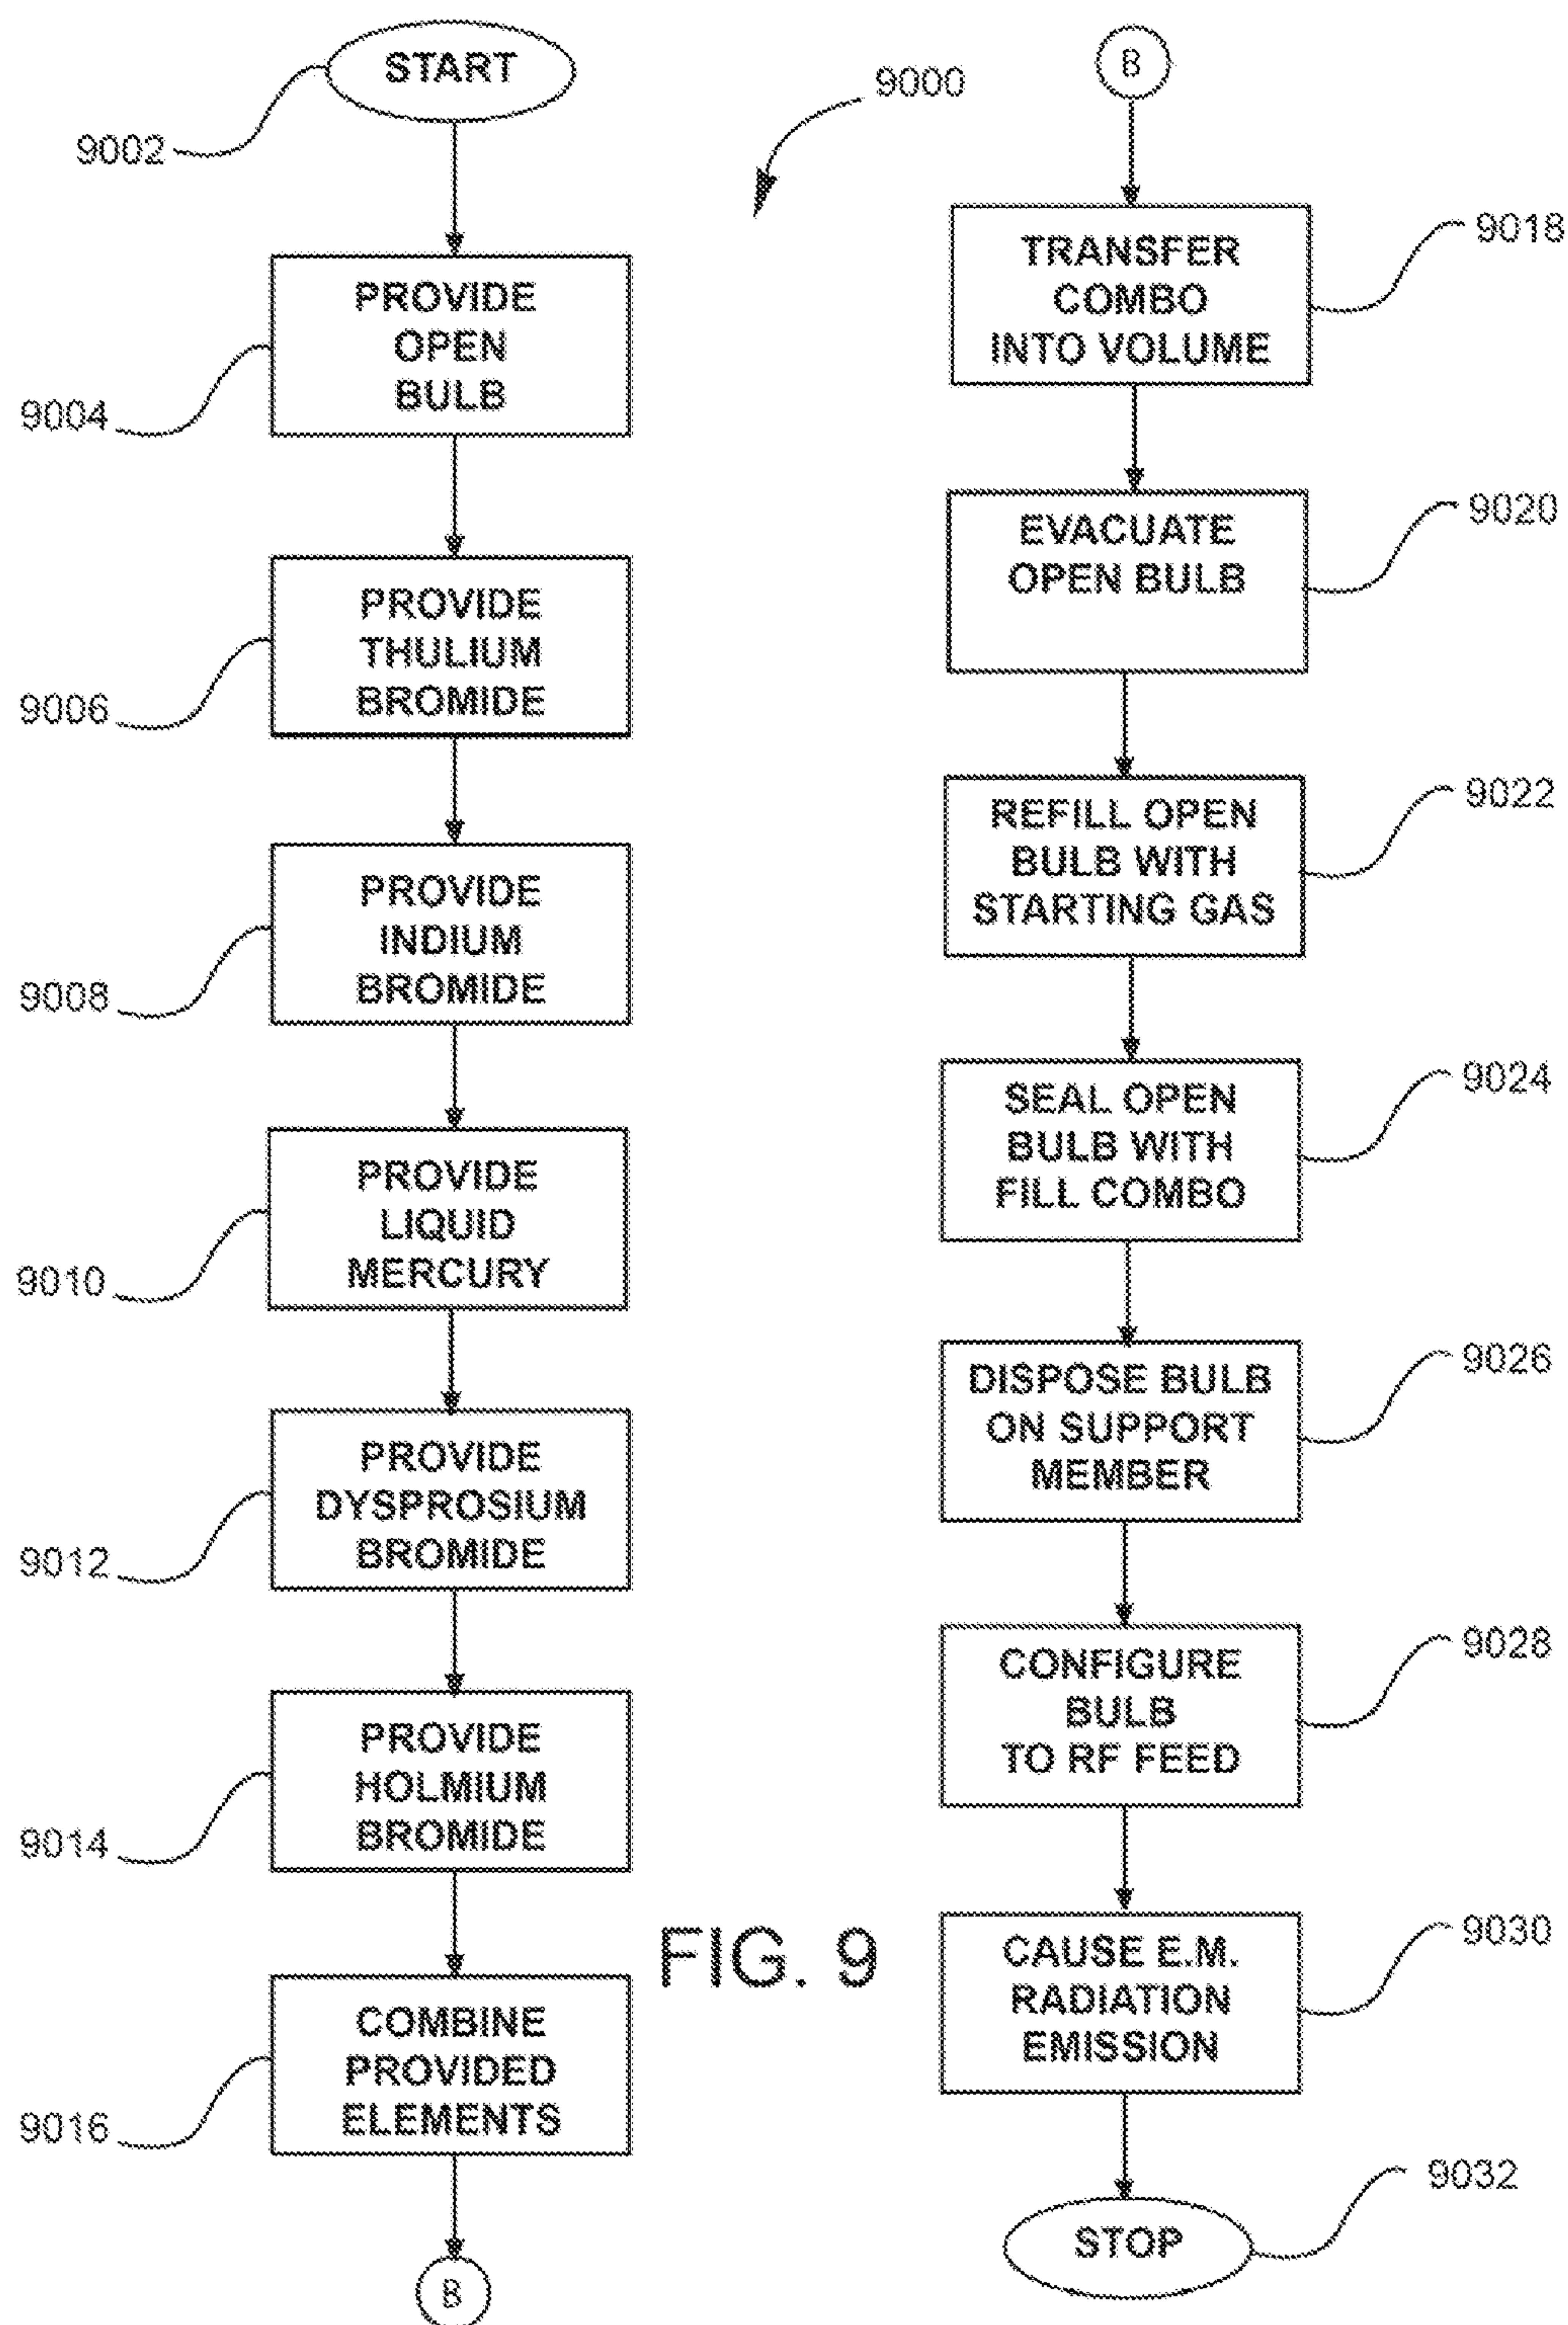 START
9002
PROVIDE
OPEN
BULB
9004
PROVIDE
THULIUM
BROMIDE
9006
PROVIDE
INDIUM
BROMIDE
9008
PROVIDE
LIQUID
MERCURY
9010
PROVIDE
DYSPROSIUM
BROMIDE
9012
PROVIDE
HOLMIUM
BROMIDE
9014
COMBINE
PROVIDED
ELEMENTS
9016
B
9000
B
TRANSFER
COMBO
INTO VOLUME
9018
EVACUATE
OPEN BULB
9020
REFILL OPEN
BULB WITH
STARTING GAS
9022
SEAL OPEN
BULB WITH
FILL COMBO
9024
DISPOSE BULB
ON SUPPORT
MEMBER
9026
CONFIGURE
BULB
TO RF FEED
9028
CAUSE E.M.
RADIATION
EMISSION
9030
STOP
9032
FIG. 9